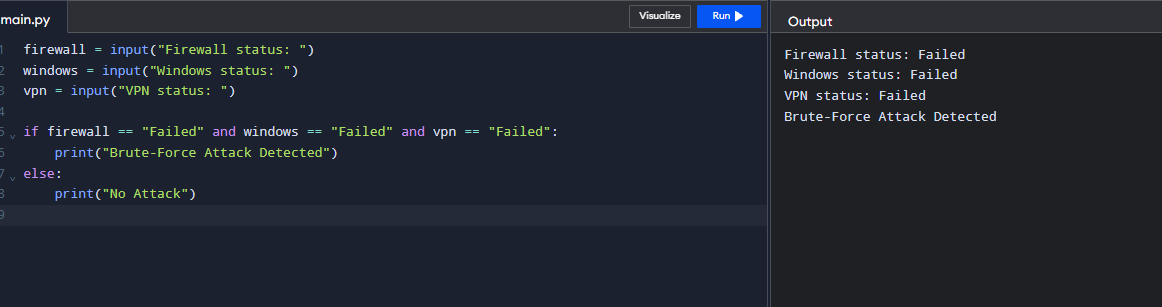 main.py
Visualize
Run
1 firewall = input("Firewall status: ")
2 windows = input("Windows status: ")
3 vpn = input("VPN status: ")
4
5 if firewall == "Failed" and windows == "Failed" and vpn == "Failed":
6     print("Brute-Force Attack Detected")
7 else:
8     print("No Attack")
9
Output
Firewall status: Failed
Windows status: Failed
VPN status: Failed
Brute-Force Attack Detected